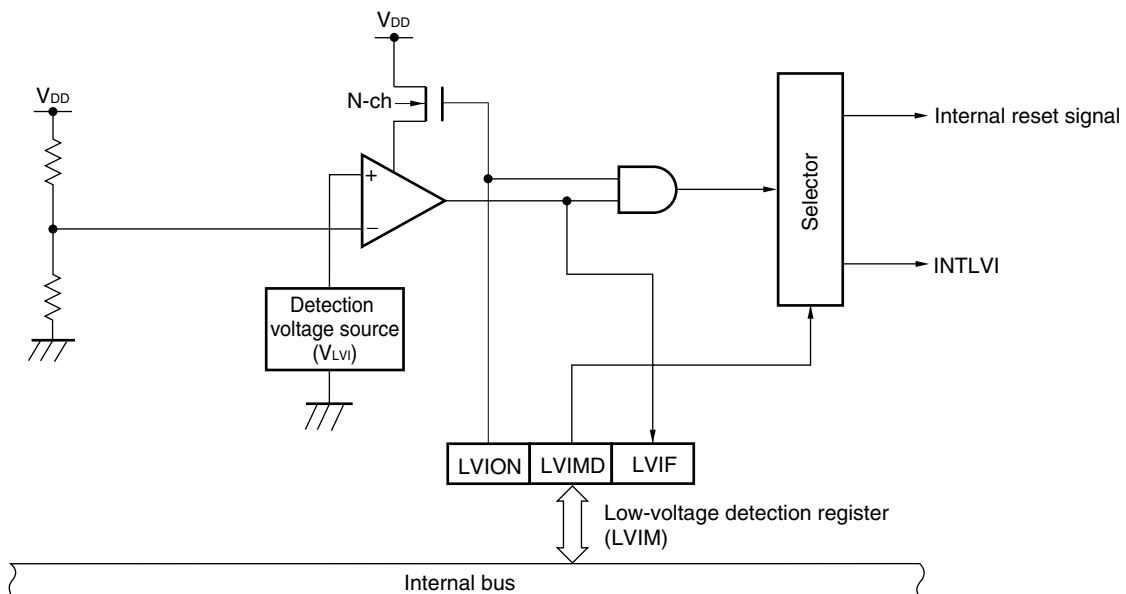 VDD
VDD
N-ch
+
−
Detection
voltage source
(VLVI)
Selector
Internal reset signal
INTLVI
LVION
LVIMD
LVIF
Low-voltage detection register
(LVIM)
Internal bus